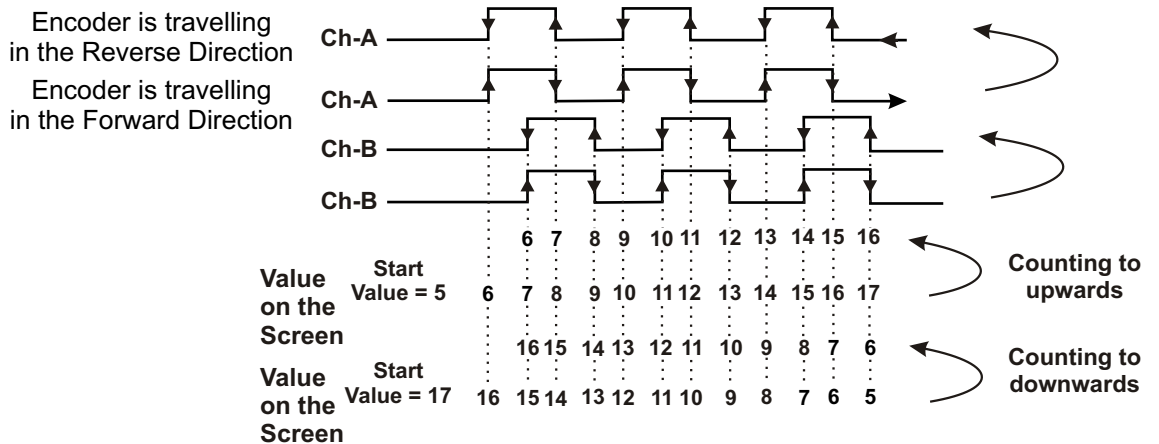 Encoder is travelling
in the Reverse Direction
Ch-A
Encoder is travelling
in the Forward Direction
Ch-A
Ch-B
Ch-B
6 7 8 9 10 11 12 13 14 15 16
Value
on the
Screen
Start
Value = 5
6 7 8 9 10 11 12 13 14 15 16 17
Counting to
upwards
16 15 14 13 12 11 10 9 8 7 6
Value
on the
Screen
Start
Value = 17
16 15 14 13 12 11 10 9 8 7 6 5
Counting to
downwards